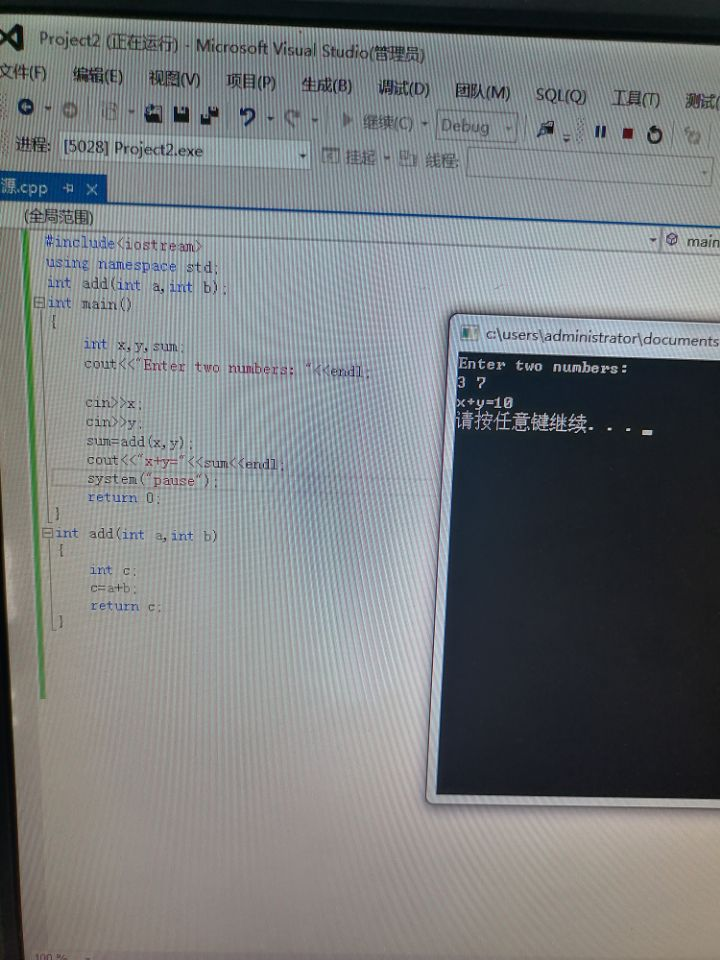 Project2 (正在运行) - Microsoft Visual Studio(管理员)
文件(F) 编辑(E) 视图(V) 项目(P) 生成(B) 调试(D) 团队(M) SQL(Q) 工具(T) 测试(
继续(C) Debug
进程: [5028] Project2.exe 挂起 线程:
源.cpp
(全局范围) main
#include<iostream>
using namespace std;
int add(int a,int b);
int main()
{
int x,y,sum;
cout<<"Enter two numbers: "<<endl;
cin>>x;
cin>>y;
sum=add(x,y);
cout<<"x+y="<<sum<<endl;
system("pause");
return 0;
}
int add(int a,int b)
{
int c;
c=a+b;
return c;
}
c:\users\administrator\documents
Enter two numbers:
3 7
x+y=10
请按任意键继续. . .
100 %